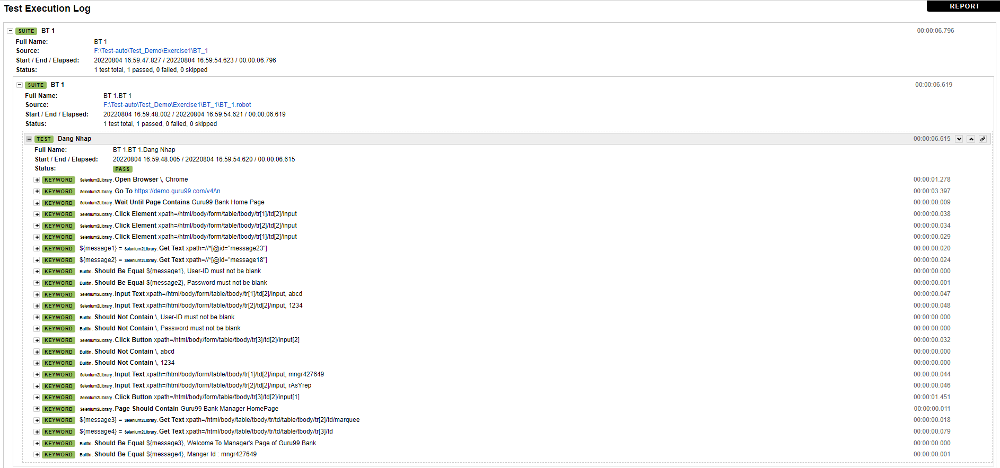 Test Execution Log
REPORT
SUITE BT 1 00:00:06.796
Full Name: BT 1
Source: F:\Test-auto\Test_Demo\Exercise1\BT_1
Start / End / Elapsed: 20220804 16:59:47.827 / 20220804 16:59:54.623 / 00:00:06.796
Status: 1 test total, 1 passed, 0 failed, 0 skipped
SUITE BT 1 00:00:06.619
Full Name: BT 1.BT 1
Source: F:\Test-auto\Test_Demo\Exercise1\BT_1\BT_1.robot
Start / End / Elapsed: 20220804 16:59:48.002 / 20220804 16:59:54.621 / 00:00:06.619
Status: 1 test total, 1 passed, 0 failed, 0 skipped
TEST Dang Nhap 00:00:06.615
Full Name: BT 1.BT 1.Dang Nhap
Start / End / Elapsed: 20220804 16:59:48.005 / 20220804 16:59:54.620 / 00:00:06.615
Status: PASS
KEYWORD Selenium2Library.Open Browser \, Chrome 00:00:01.278
KEYWORD Selenium2Library.Go To https://demo.guru99.com/v4/\n 00:00:03.397
KEYWORD Selenium2Library.Wait Until Page Contains Guru99 Bank Home Page 00:00:00.009
KEYWORD Selenium2Library.Click Element xpath=/html/body/form/table/tbody/tr[1]/td[2]/input 00:00:00.038
KEYWORD Selenium2Library.Click Element xpath=/html/body/form/table/tbody/tr[2]/td[2]/input 00:00:00.034
KEYWORD Selenium2Library.Click Element xpath=/html/body/form/table/tbody/tr[1]/td[2]/input 00:00:00.029
KEYWORD ${message1} = Selenium2Library.Get Text xpath=//*[@id="message23"] 00:00:00.020
KEYWORD ${message2} = Selenium2Library.Get Text xpath=//*[@id="message18"] 00:00:00.024
KEYWORD BuiltIn.Should Be Equal ${message1}, User-ID must not be blank 00:00:00.000
KEYWORD BuiltIn.Should Be Equal ${message2}, Password must not be blank 00:00:00.001
KEYWORD Selenium2Library.Input Text xpath=/html/body/form/table/tbody/tr[1]/td[2]/input, abcd 00:00:00.047
KEYWORD Selenium2Library.Input Text xpath=/html/body/form/table/tbody/tr[2]/td[2]/input, 1234 00:00:00.048
KEYWORD BuiltIn.Should Not Contain \, User-ID must not be blank 00:00:00.000
KEYWORD BuiltIn.Should Not Contain \, Password must not be blank 00:00:00.000
KEYWORD Selenium2Library.Click Button xpath=/html/body/form/table/tbody/tr[3]/td[2]/input[2] 00:00:00.032
KEYWORD BuiltIn.Should Not Contain \, abcd 00:00:00.000
KEYWORD BuiltIn.Should Not Contain \, 1234 00:00:00.000
KEYWORD Selenium2Library.Input Text xpath=/html/body/form/table/tbody/tr[1]/td[2]/input, mngr427649 00:00:00.044
KEYWORD Selenium2Library.Input Text xpath=/html/body/form/table/tbody/tr[2]/td[2]/input, rAsYrep 00:00:00.046
KEYWORD Selenium2Library.Click Button xpath=/html/body/form/table/tbody/tr[3]/td[2]/input[1] 00:00:01.451
KEYWORD Selenium2Library.Page Should Contain Guru99 Bank Manager HomePage 00:00:00.011
KEYWORD ${message3} = Selenium2Library.Get Text xpath=/html/body/table/tbody/tr/td/table/tbody/tr[2]/td/marquee 00:00:00.018
KEYWORD ${message4} = Selenium2Library.Get Text xpath=/html/body/table/tbody/tr/td/table/tbody/tr[3]/td 00:00:00.079
KEYWORD BuiltIn.Should Be Equal ${message3}, Welcome To Manager's Page of Guru99 Bank 00:00:00.000
KEYWORD BuiltIn.Should Be Equal ${message4}, Manger Id : mngr427649 00:00:00.001